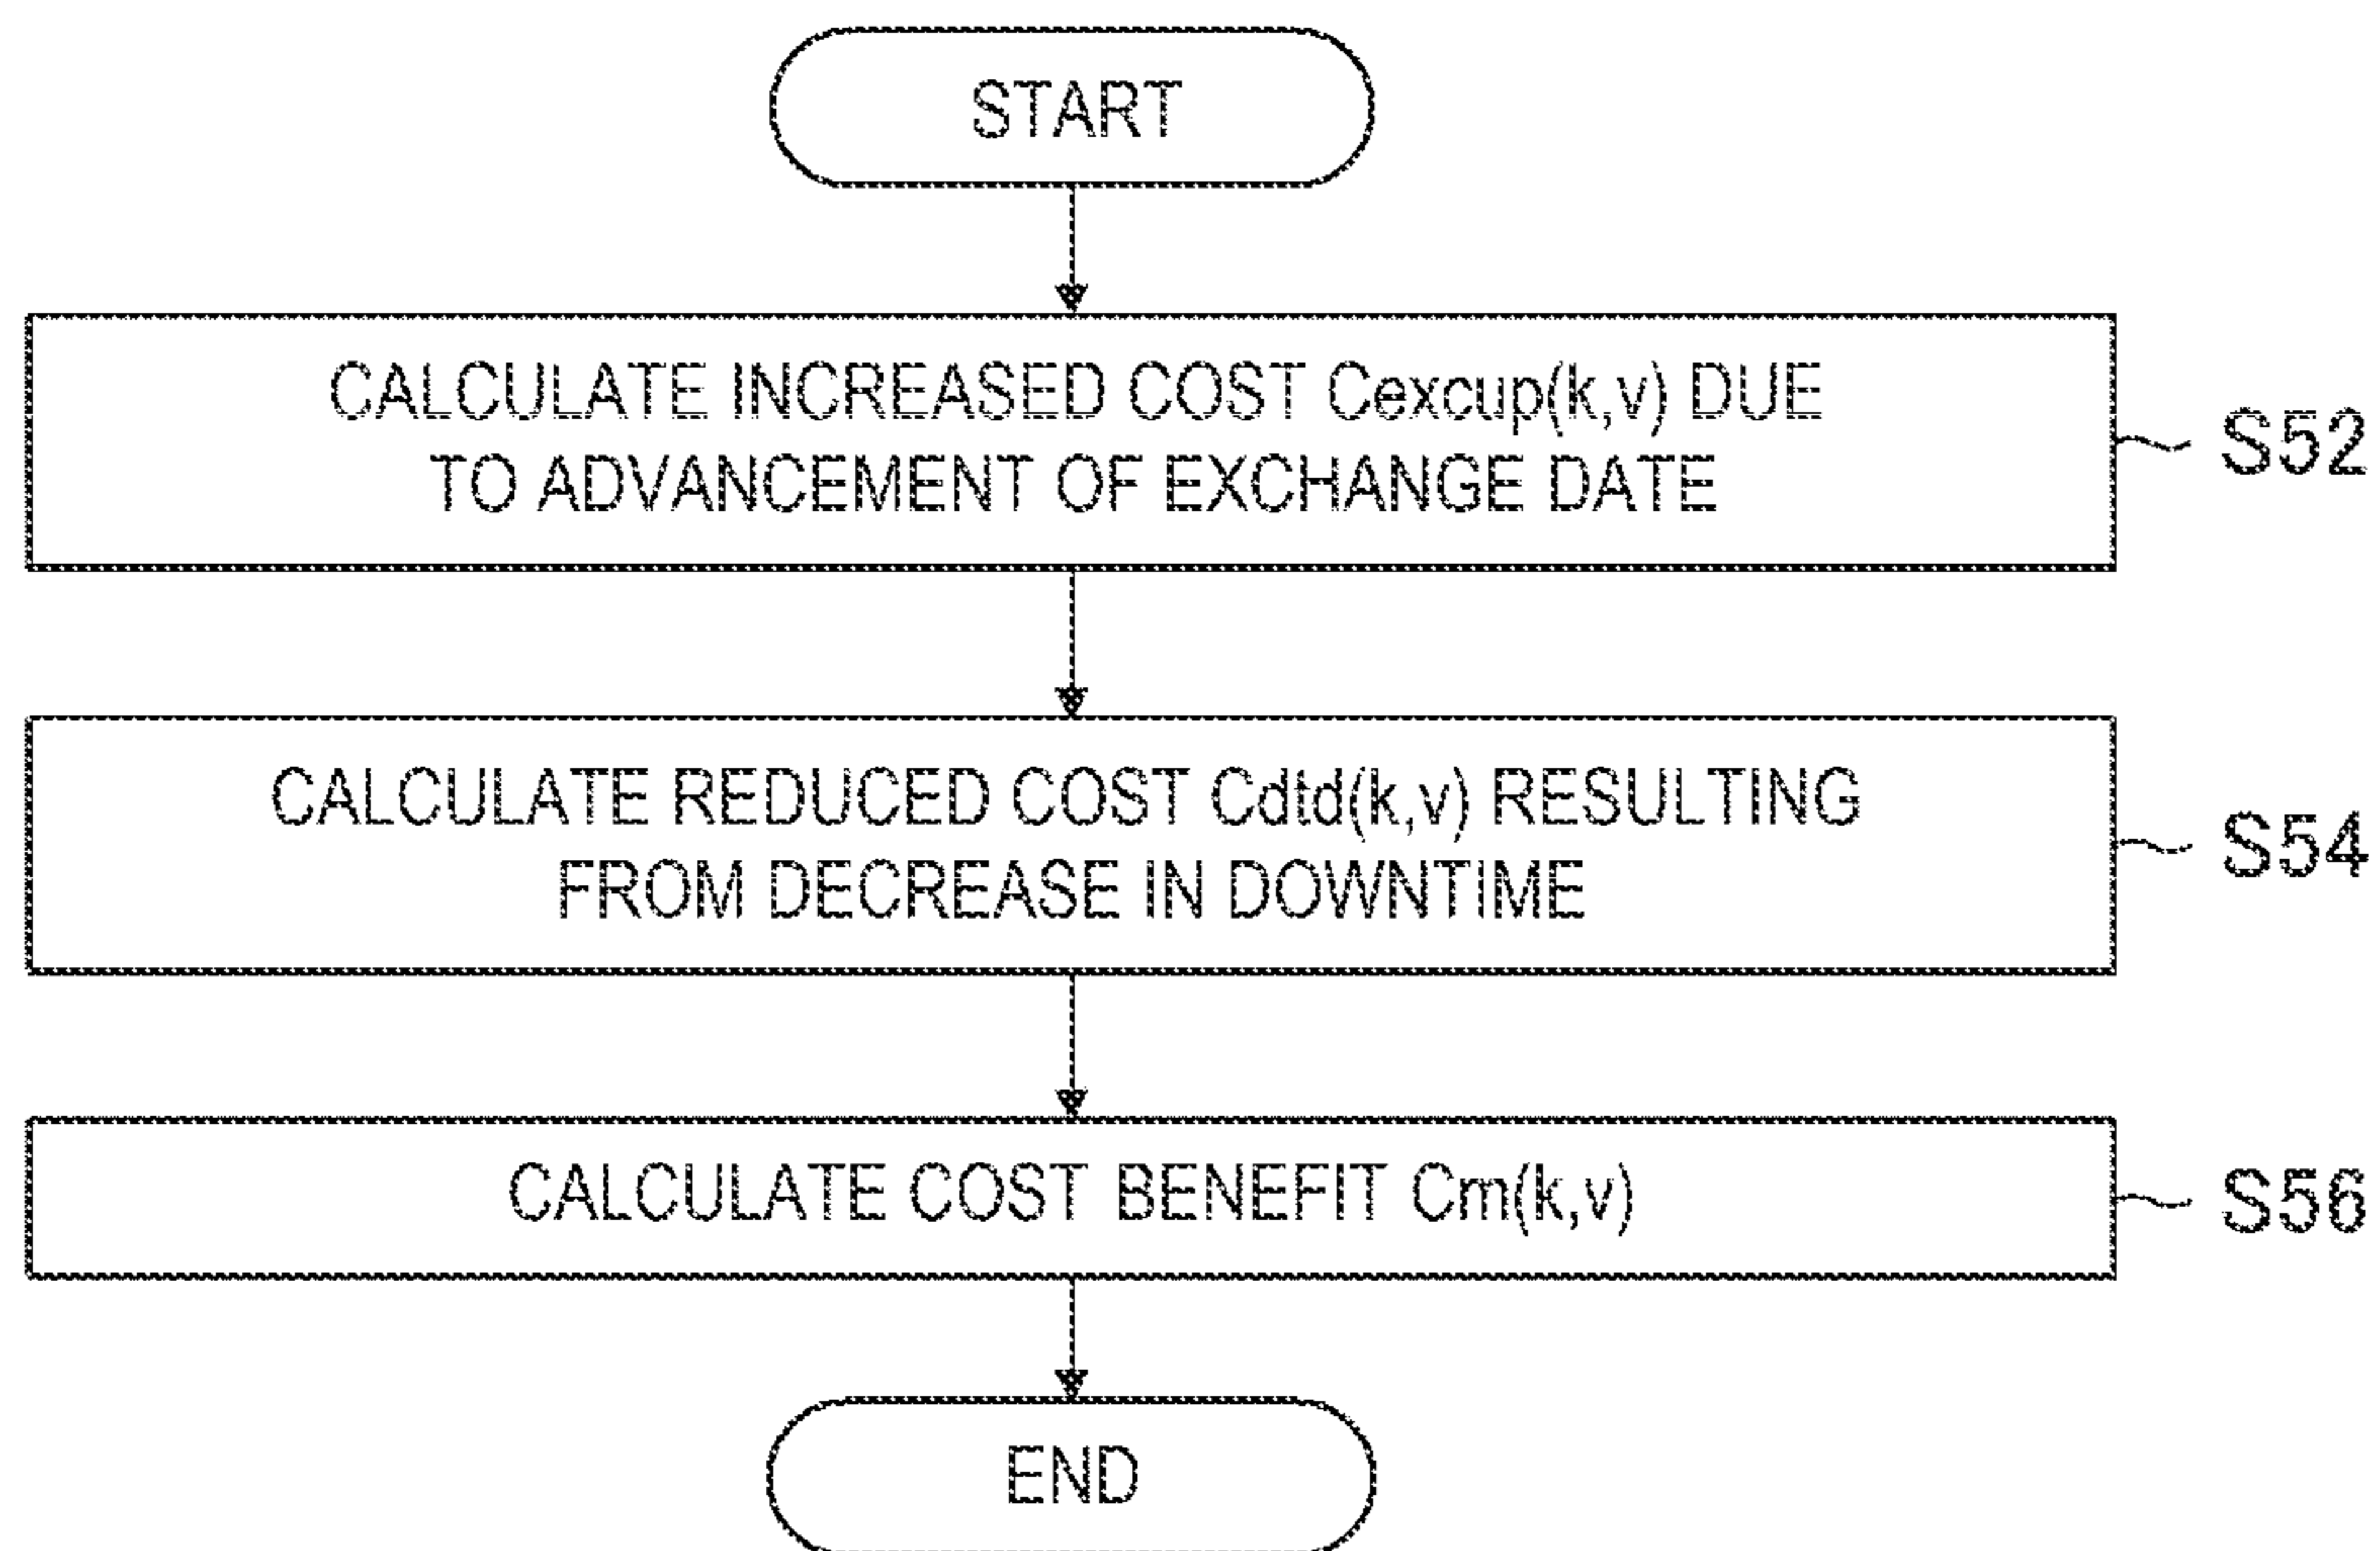 START
CALCULATE INCREASED COST Cexcup(k,v) DUE
TO ADVANCEMENT OF EXCHANGE DATE
S52
CALCULATE REDUCED COST Cdtd(k,v) RESULTING
FROM DECREASE IN DOWNTIME
S54
CALCULATE COST BENEFIT Cm(k,v)
S56
END